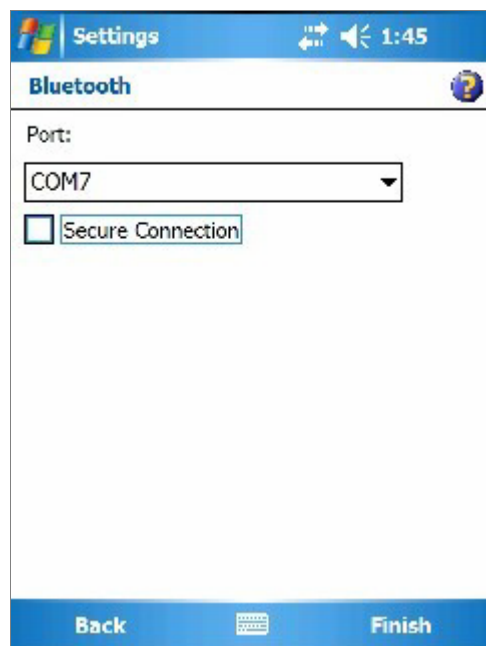 Settings 1:45
Bluetooth
Port:
COM7
Secure Connection
Back Finish